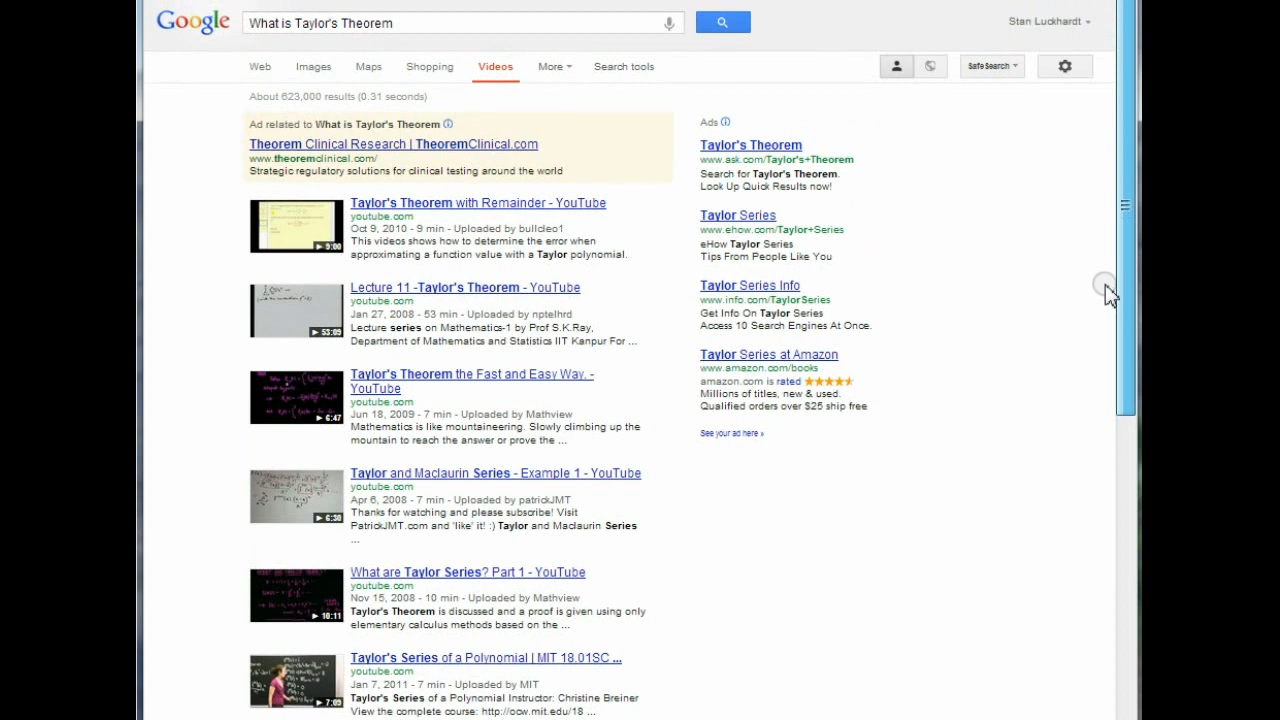 Google What is Taylor's Theorem Stan Luckhardt
Web Images Maps Shopping Videos More Search tools SafeSearch
About 623,000 results (0.31 seconds)
Ad related to What is Taylor's Theorem
Theorem Clinical Research | TheoremClinical.com
www.theoremclinical.com/
Strategic regulatory solutions for clinical testing around the world
Taylor's Theorem with Remainder - YouTube
youtube.com
Oct 9, 2010 - 9 min - Uploaded by bullcleo1
This videos shows how to determine the error when
approximating a function value with a Taylor polynomial.
9:00
Lecture 11 -Taylor's Theorem - YouTube
youtube.com
Jan 27, 2008 - 53 min - Uploaded by nptelhrd
Lecture series on Mathematics-1 by Prof S.K.Ray,
Department of Mathematics and Statistics IIT Kanpur For ...
53:09
Taylor's Theorem the Fast and Easy Way. -
YouTube
youtube.com
Jun 18, 2009 - 7 min - Uploaded by Mathview
Mathematics is like mountaineering. Slowly climbing up the
mountain to reach the answer or prove the ...
6:47
Taylor and Maclaurin Series - Example 1 - YouTube
youtube.com
Apr 6, 2008 - 7 min - Uploaded by patrickJMT
Thanks for watching and please subscribe! Visit
PatrickJMT.com and 'like' it! :) Taylor and Maclaurin Series
...
6:30
What are Taylor Series? Part 1 - YouTube
youtube.com
Nov 15, 2008 - 10 min - Uploaded by Mathview
Taylor's Theorem is discussed and a proof is given using only
elementary calculus methods based on the ...
10:11
Taylor's Series of a Polynomial | MIT 18.01SC ...
youtube.com
Jan 7, 2011 - 7 min - Uploaded by MIT
Taylor's Series of a Polynomial Instructor: Christine Breiner
View the complete course: http://ocw.mit.edu/18 ...
7:09
Ads
Taylor's Theorem
www.ask.com/Taylor's+Theorem
Search for Taylor's Theorem.
Look Up Quick Results now!
Taylor Series
www.ehow.com/Taylor+Series
eHow Taylor Series
Tips From People Like You
Taylor Series Info
www.info.com/TaylorSeries
Get Info On Taylor Series
Access 10 Search Engines At Once.
Taylor Series at Amazon
www.amazon.com/books
amazon.com is rated
Millions of titles, new & used.
Qualified orders over $25 ship free
See your ad here »